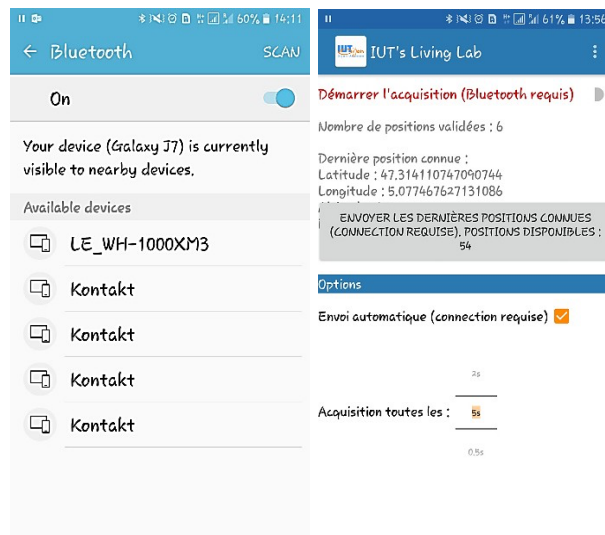 60% 14:11
Bluetooth SCAN
On
Your device (Galaxy J7) is currently
visible to nearby devices.
Available devices
LE_WH-1000XM3
Kontakt
Kontakt
Kontakt
Kontakt
61% 13:56
IUT IUT's Living Lab
Démarrer l'acquisition (Bluetooth requis)
Nombre de positions validées : 6
Dernière position connue :
Latitude : 47.314110747090744
Longitude : 5.077467627131086
ENVOYER LES DERNIÈRES POSITIONS CONNUES
(CONNECTION REQUISE), POSITIONS DISPONIBLES :
54
Options
Envoi automatique (connection requise)
2s
Acquisition toutes les : 5s
0.5s